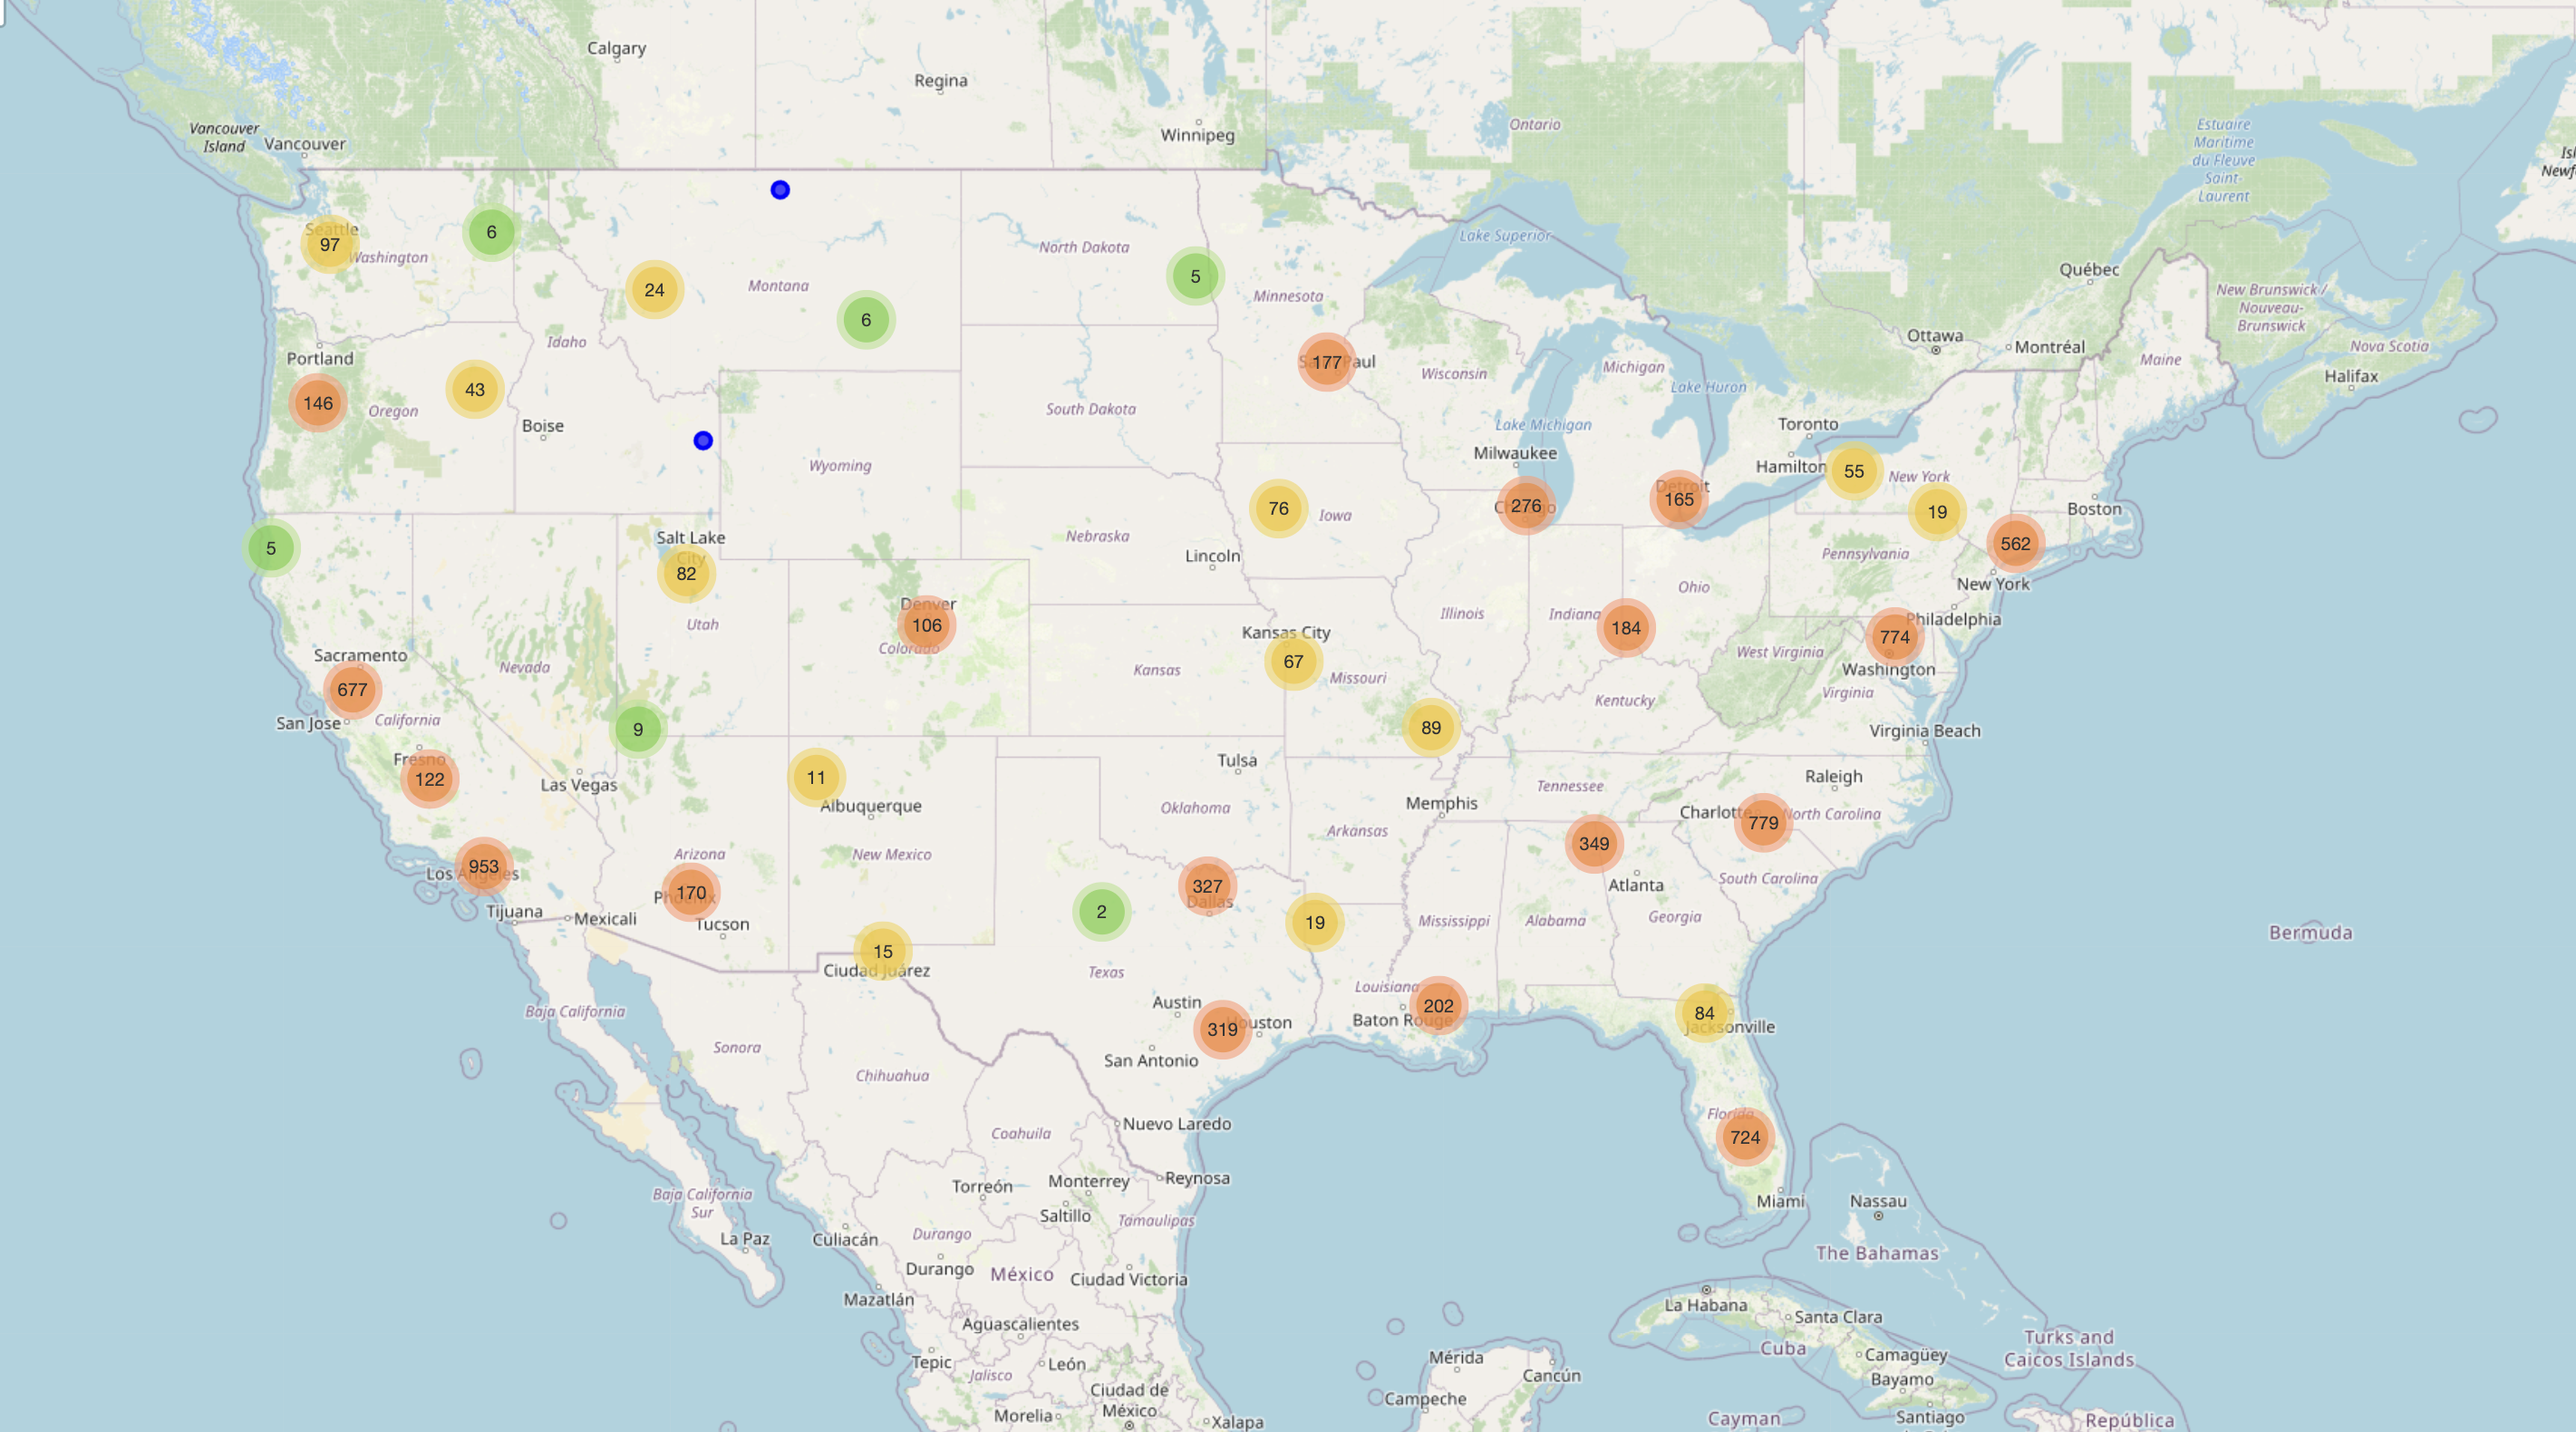 Calgary
Regina
Vancouver
Island
Vancouver
Winnipeg
Ontario
Estuaire
Maritime
du Fleuve
Saint-
Laurent
Seattle
97
Washington
6
24
Montana
6
North Dakota
5
Minnesota
Lake Superior
Québec
New Brunswick /
Nouveau-
Brunswick
Nova Scotia
Halifax
Maine
Ottawa
Montréal
Idaho
Portland
146
Oregon
43
Boise
South Dakota
177
Wisconsin
Michigan
Lake Huron
Lake Michigan
Toronto
Hamilton
Milwaukee
Wyoming
55
New York
19
Boston
562
New York
Detroit
165
276
76
Iowa
Nebraska
Lincoln
5
Salt Lake
City
82
Utah
Denver
106
Colorado
Pennsylvania
Ohio
Indiana
184
Illinois
Philadelphia
774
Washington
West Virginia
Virginia
Kentucky
Virginia Beach
Kansas City
67
Missouri
Kansas
89
Sacramento
677
San Jose
California
Nevada
9
Fresno
122
Las Vegas
11
Albuquerque
Tulsa
Oklahoma
Memphis
Tennessee
Raleigh
Charlotte
779
North Carolina
Arkansas
349
Atlanta
South Carolina
953
Los Angeles
Arizona
170
Phoenix
Tucson
New Mexico
Tijuana
Mexicali
327
Dallas
2
19
Mississippi
Alabama
Georgia
Bermuda
15
Ciudad Juárez
Texas
Louisiana
202
Baton Rouge
84
Jacksonville
Austin
319
Houston
San Antonio
Baja California
Sonora
Chihuahua
Coahuila
Nuevo Laredo
Florida
724
Miami
Nassau
The Bahamas
Reynosa
Monterrey
Torreón
Saltillo
Tamaulipas
Baja California
Sur
La Paz
Culiacán
Durango
Durango
México
Ciudad Victoria
Mazatlán
Aguascalientes
Tepic
León
Jalisco
Ciudad de
México
Morelia
Xalapa
Mérida
Campeche
Cancún
La Habana
Santa Clara
Cuba
Camagüey
Bayamo
Santiago
Turks and
Caicos Islands
Cayman
República